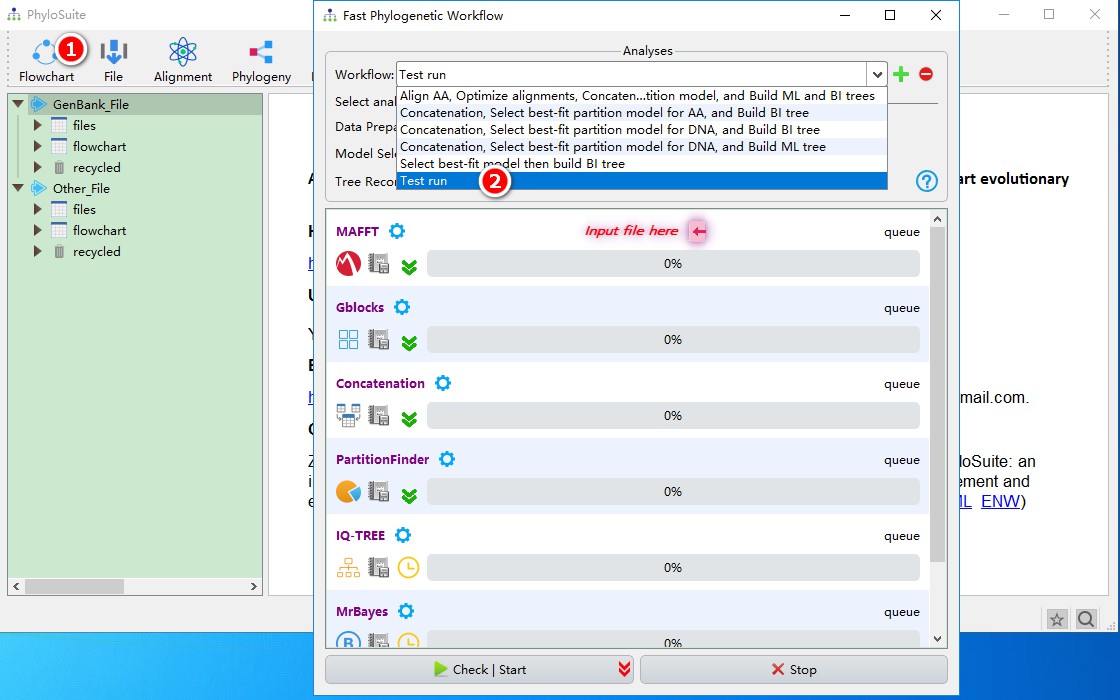 PhyloSuite
Flowchart
File
Alignment
Phylogeny
1
GenBank_File
files
flowchart
recycled
Other_File
files
flowchart
recycled
Fast Phylogenetic Workflow
Analyses
Workflow: Test run
Align AA, Optimize alignments, Concaten...tition model, and Build ML and BI trees
Concatenation, Select best-fit partition model for AA, and Build BI tree
Concatenation, Select best-fit partition model for DNA, and Build BI tree
Concatenation, Select best-fit partition model for DNA, and Build ML tree
Select best-fit model then build BI tree
Test run
2
Select anal
Data Prepa
Model Sele
Tree Recor
MAFFT
Input file here
queue
0%
Gblocks
queue
0%
Concatenation
queue
0%
PartitionFinder
queue
0%
IQ-TREE
queue
0%
MrBayes
queue
B
0%
Check | Start
Stop
art evolutionary
mail.com.
loSuite: an
ement and
ML ENW)